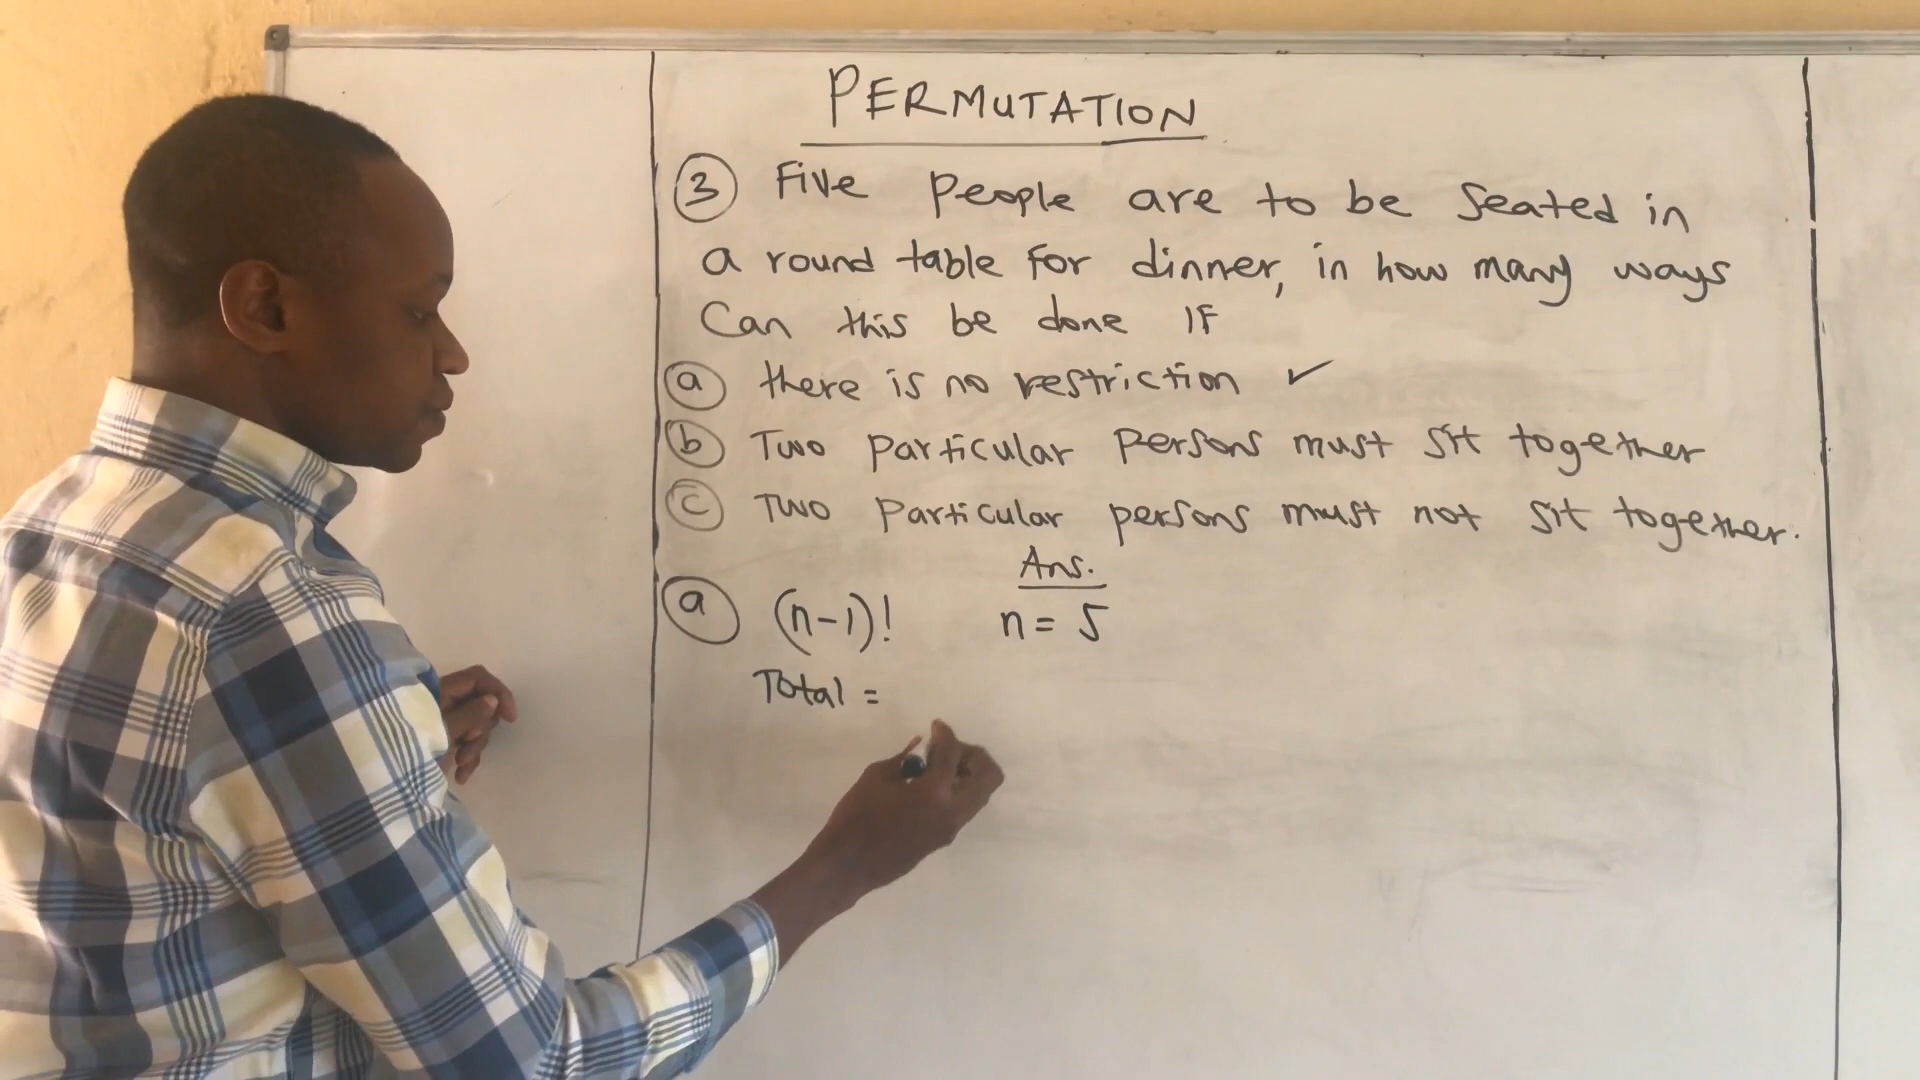 PERMUTATION
3 Five people are to be seated in
a round table for dinner, in how many ways
Can this be done IF
a there is no restriction ✓
b Two particular persons must sit together
c Two particular persons must not sit together.
Ans.
a (n-1)! n = 5
Total =